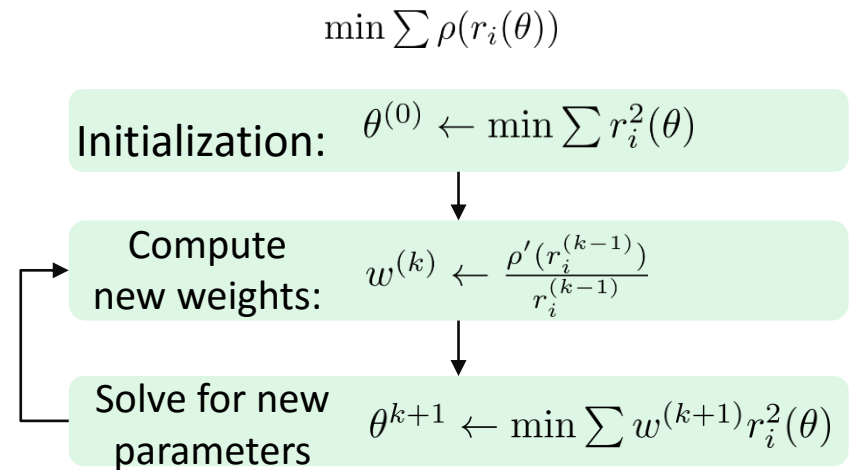 min ∑ ρ(r_i(θ))
Initialization: θ^{(0)} ← min ∑ r_i^2(θ)
Compute
new weights: w^{(k)} ← \frac{ρ'(r_i^{(k-1)})}{r_i^{(k-1)}}
Solve for new
parameters θ^{k+1} ← min ∑ w^{(k+1)} r_i^2(θ)